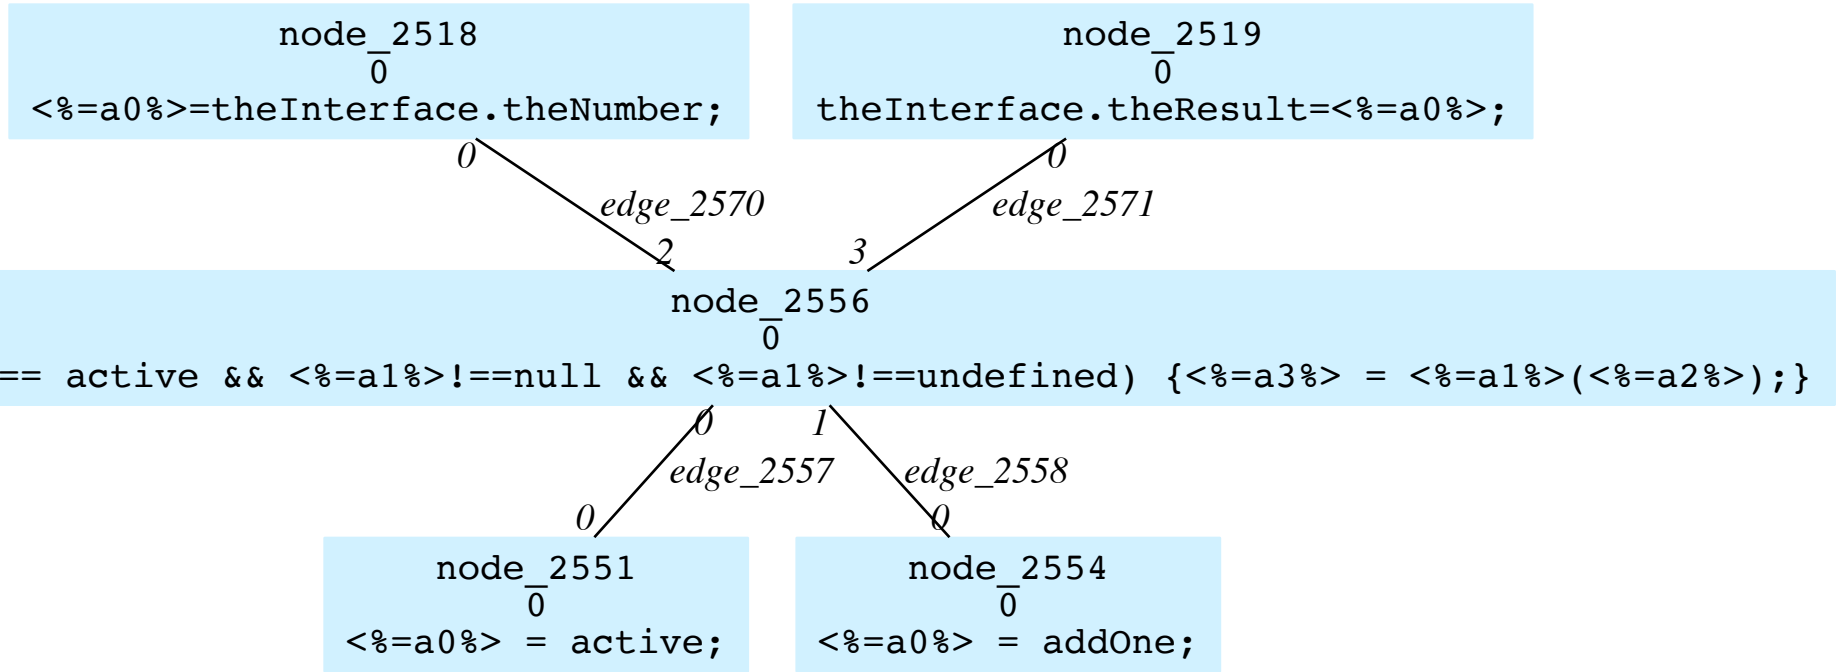 node_2518
0
<%=a0%>=theInterface.theNumber;
node_2519
0
theInterface.theResult=<%=a0%>;
0
0
edge_2570
edge_2571
2
3
node_2556
0
== active && <%=a1%>!==null && <%=a1%>!==undefined) {<%=a3%> = <%=a1%>(<%=a2%>);}
0
1
edge_2557
edge_2558
0
0
node_2551
0
<%=a0%> = active;
node_2554
0
<%=a0%> = addOne;